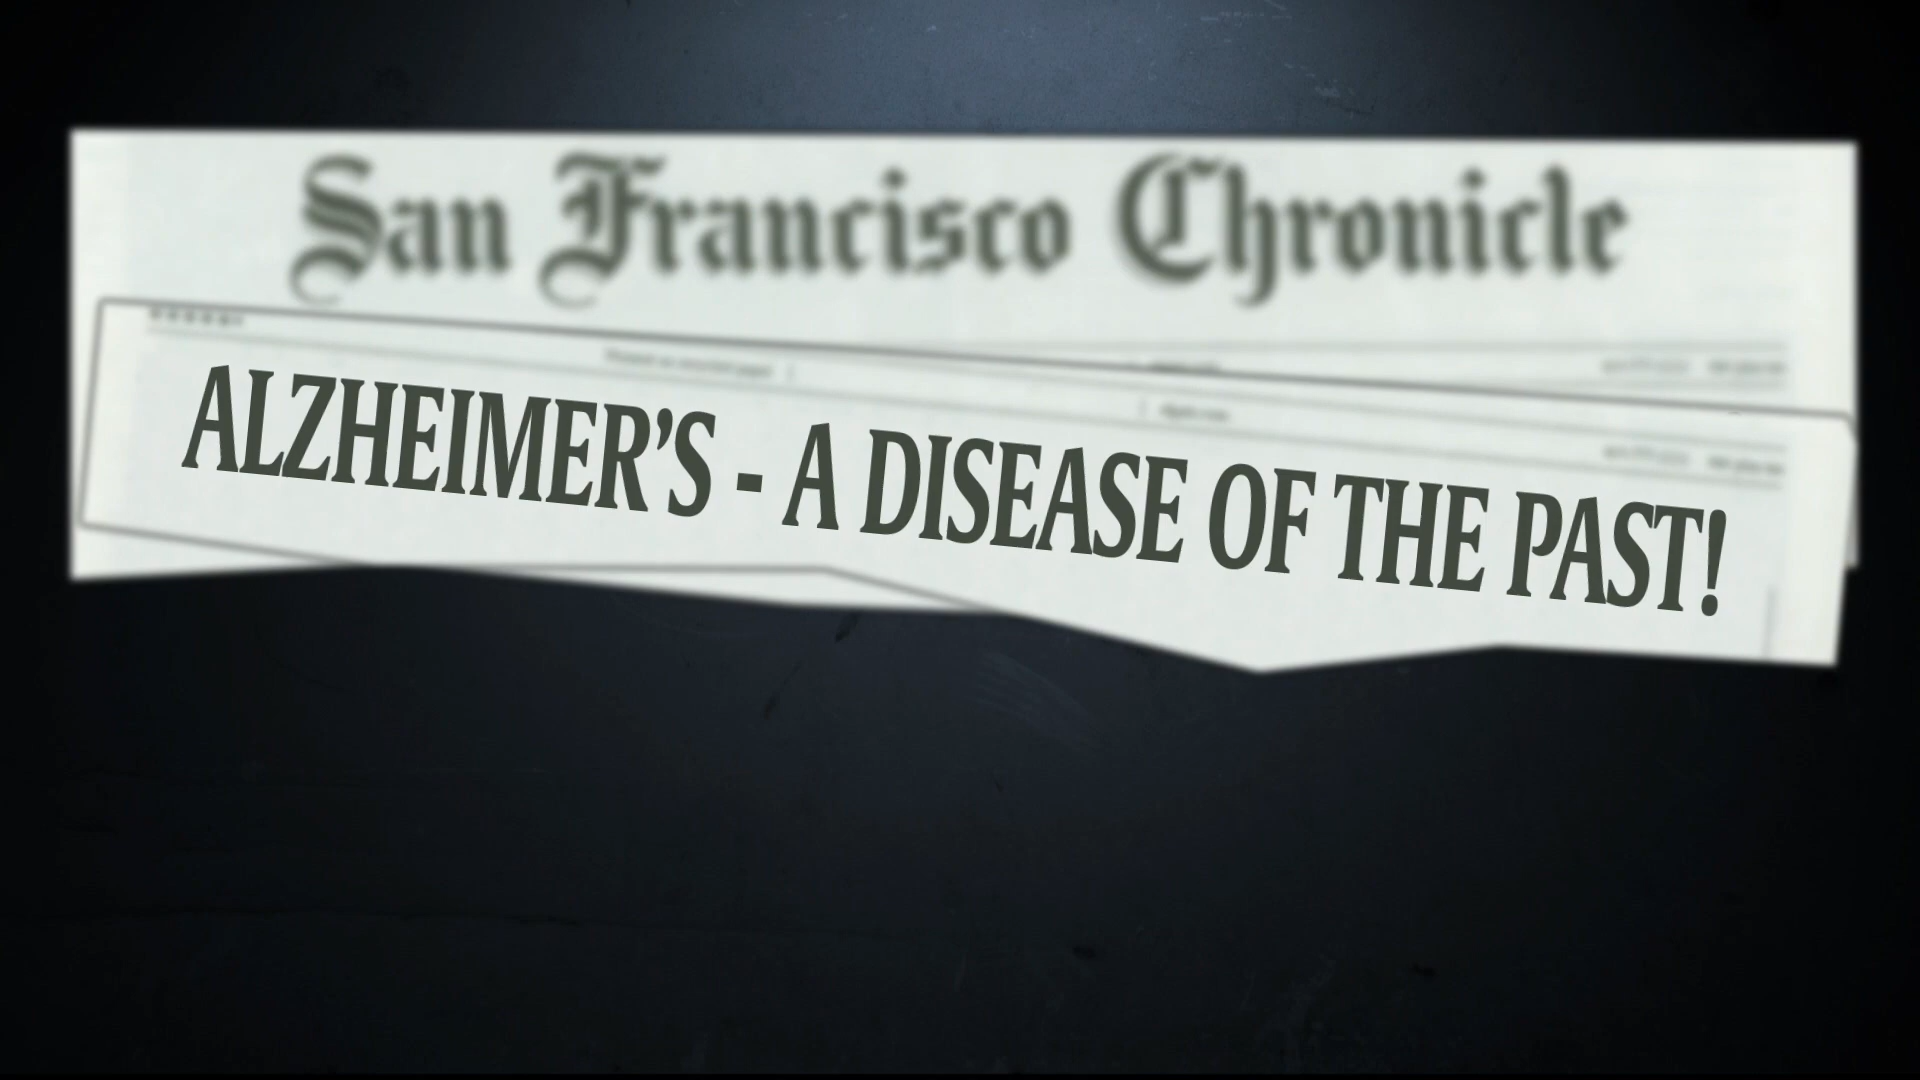 San Francisco Chronicle
ALZHEIMER’S - A DISEASE OF THE PAST!